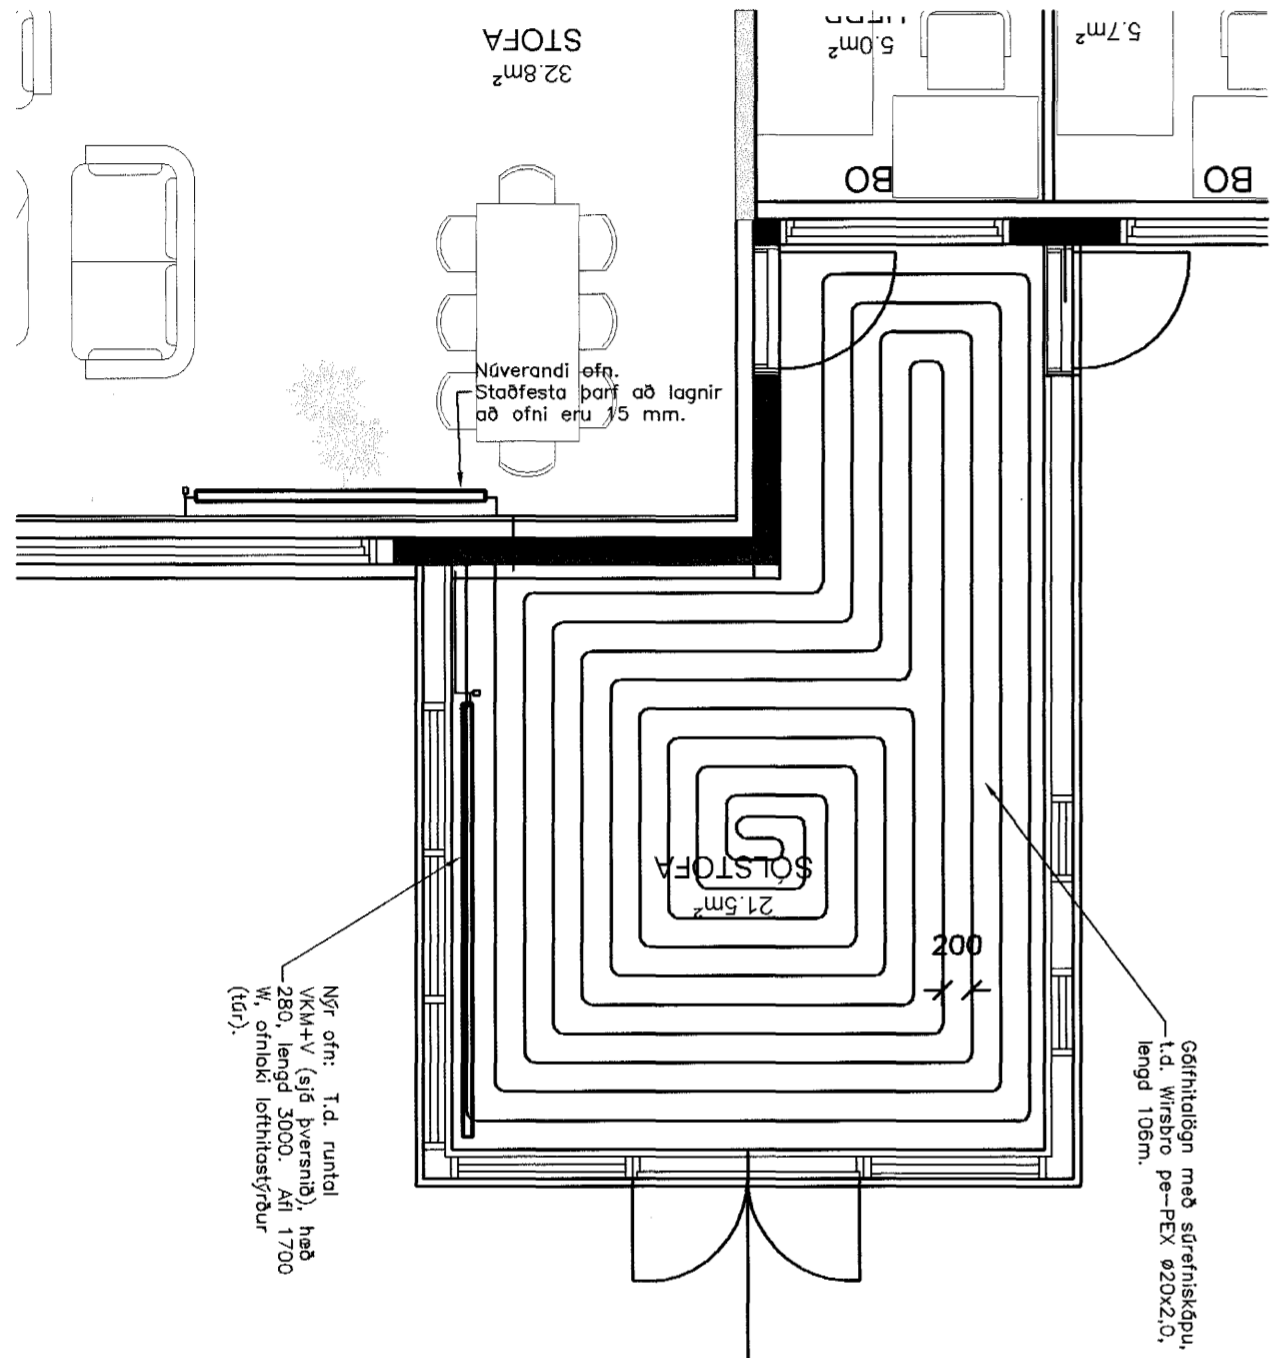 STOFA
32.8m²
5.0m²
5.7m²
BO
BO
Núverandi ofn.
Staðfesta þarf að lagnir
að ofni eru 15 mm.
SÓLSTOFA
21.5m²
200
Nýr ofn: T.d. runtal
VKM+V (sjá þversnið), hæð
280, lengd 3000. Afl 1700
W. ofnloki lofthitastýrður
(túr).
Gólfhitalögn með súrefniskápu,
t.d. Wirsbro pe-PEX ø20x2,0,
lengd 106m.